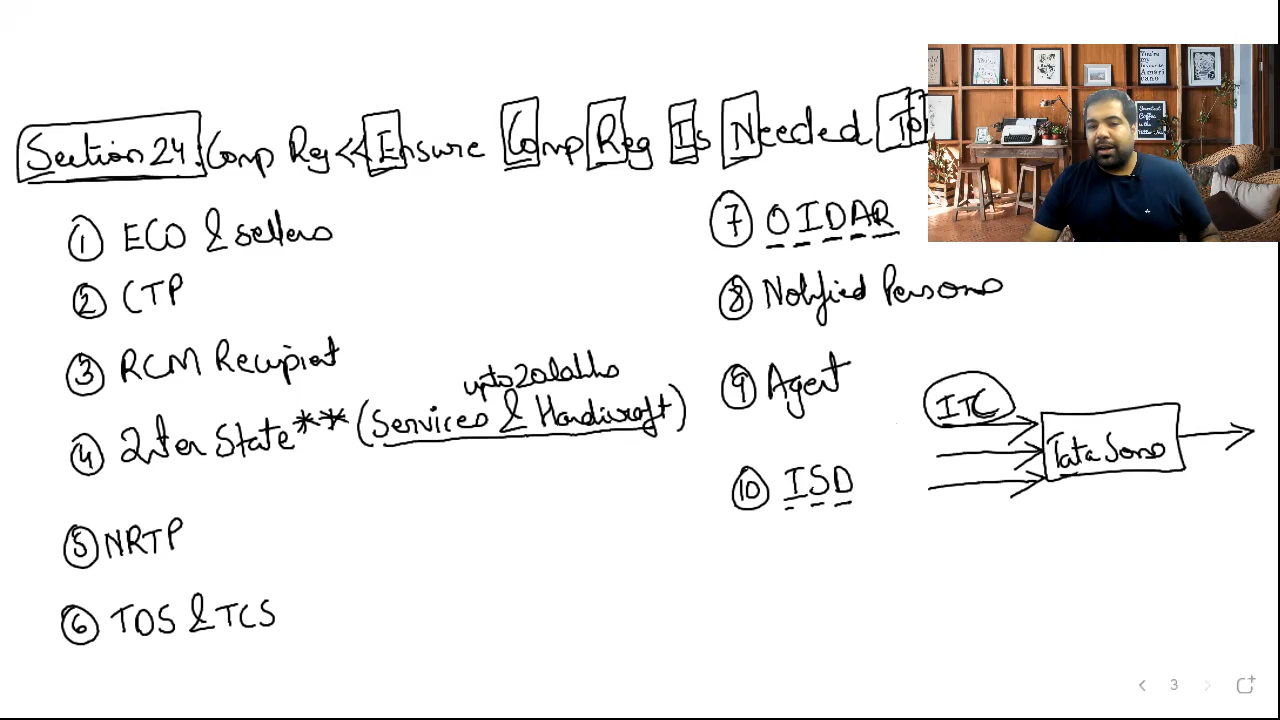 Section 24: Comp Reg << Ensure Comp Reg Is Needed To
① ECO & sellers
② CTP
③ RCM Recipient
upto 20 lakhs
④ Inter State** (Services & Handicraft)
⑤ NRTP
⑥ TDS & TCS
⑦ OIDAR
⑧ Notified Persons
⑨ Agent
⑩ ISD
ITC
Tata Sons
3